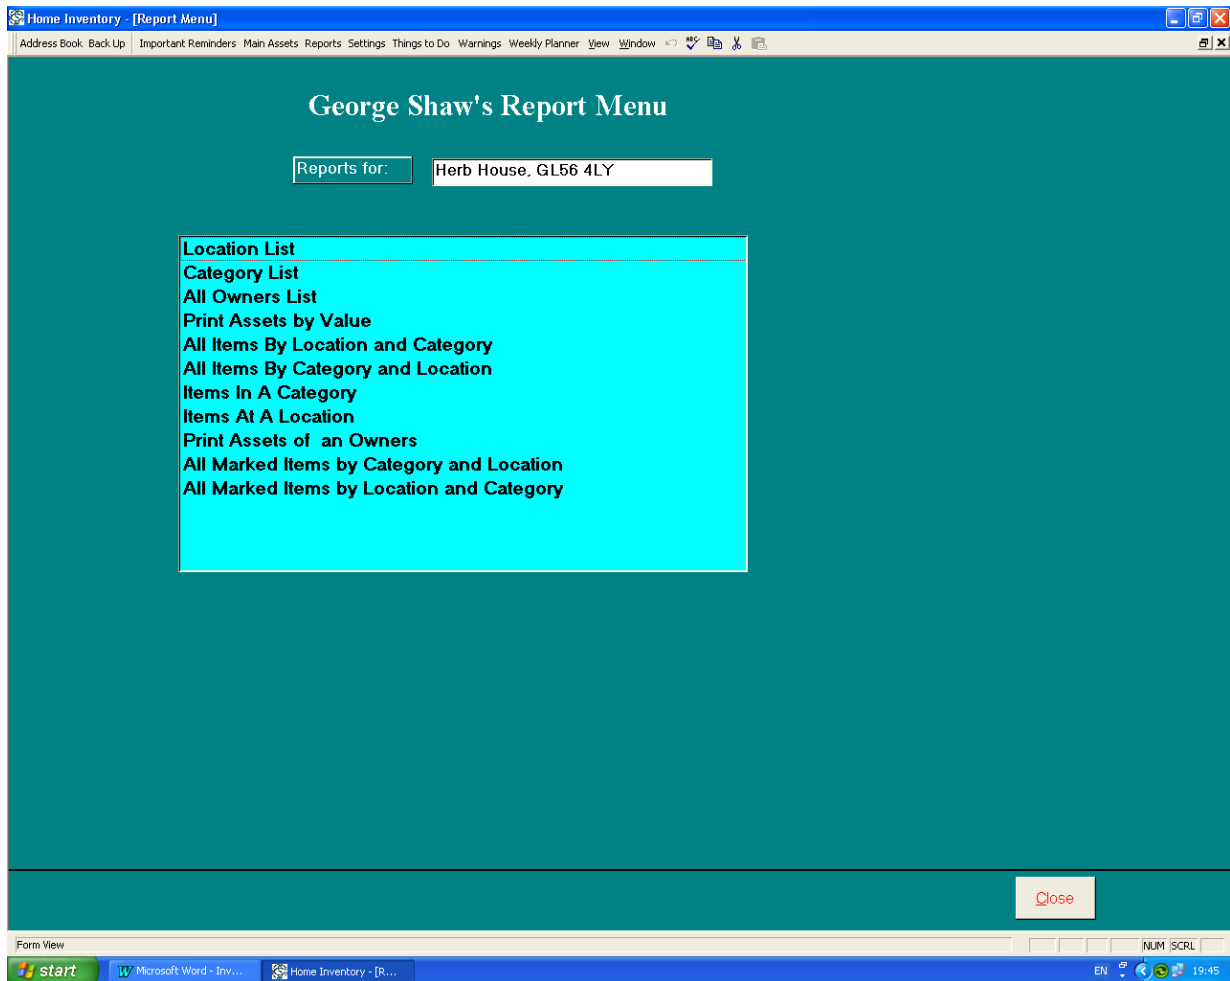 Home Inventory - [Report Menu]
Address Book Back Up Important Reminders Main Assets Reports Settings Things to Do Warnings Weekly Planner View Window ABC
George Shaw's Report Menu
Reports for: Herb House, GL56 4LY
Location List
Category List
All Owners List
Print Assets by Value
All Items By Location and Category
All Items By Category and Location
Items In A Category
Items At A Location
Print Assets of  an Owners
All Marked Items by Category and Location
All Marked Items by Location and Category
Close
Form View NUM SCRL
start W Microsoft Word - Inv... Home Inventory - [R... EN 19:45